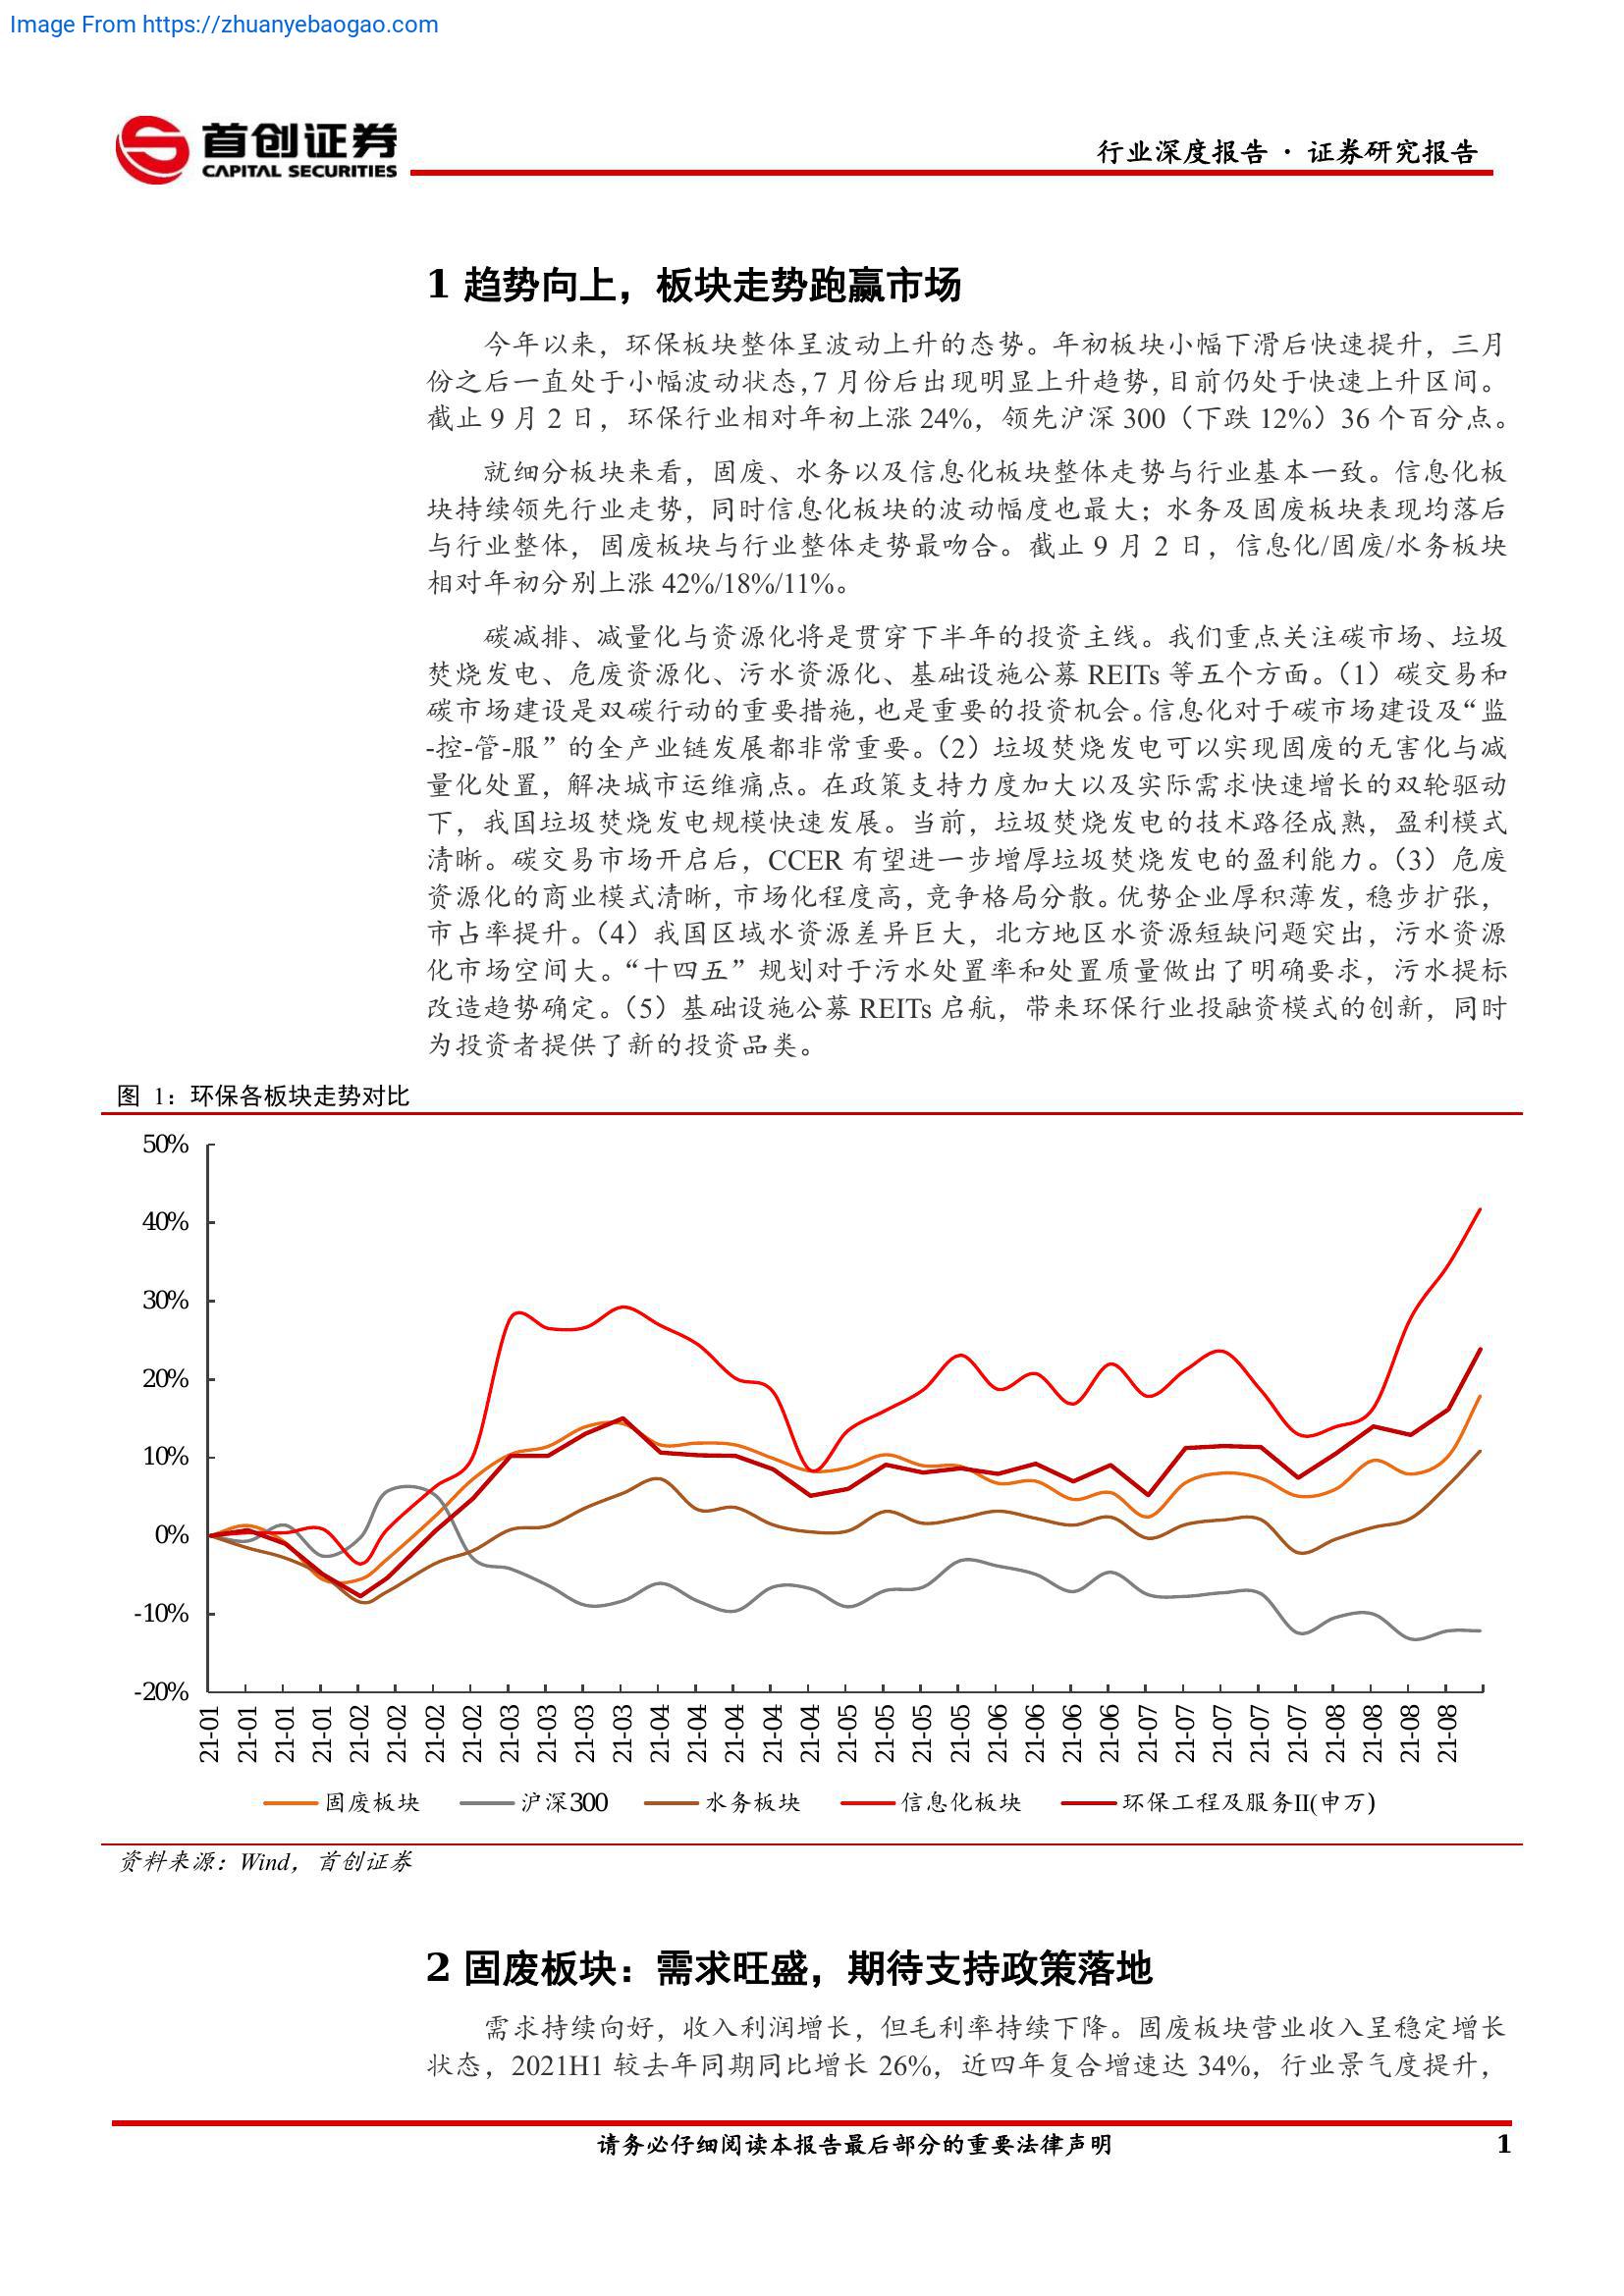 Image From https://zhuanyebaogao.com
首创证券
CAPITAL SECURITIES
行业深度报告 · 证券研究报告
1 趋势向上，板块走势跑赢市场
今年以来，环保板块整体呈波动上升的态势。年初板块小幅下滑后快速提升，三月
份之后一直处于小幅波动状态，7 月份后出现明显上升趋势，目前仍处于快速上升区间。
截止 9 月 2 日，环保行业相对年初上涨 24%，领先沪深 300（下跌 12%）36 个百分点。
就细分板块来看，固废、水务以及信息化板块整体走势与行业基本一致。信息化板
块持续领先行业走势，同时信息化板块的波动幅度也最大；水务及固废板块表现均落后
与行业整体，固废板块与行业整体走势最吻合。截止 9 月 2 日，信息化/固废/水务板块
相对年初分别上涨 42%/18%/11%。
碳减排、减量化与资源化将是贯穿下半年的投资主线。我们重点关注碳市场、垃圾
焚烧发电、危废资源化、污水资源化、基础设施公募 REITs 等五个方面。（1）碳交易和
碳市场建设是双碳行动的重要措施，也是重要的投资机会。信息化对于碳市场建设及“监
-控-管-服”的全产业链发展都非常重要。（2）垃圾焚烧发电可以实现固废的无害化与减
量化处置，解决城市运维痛点。在政策支持力度加大以及实际需求快速增长的双轮驱动
下，我国垃圾焚烧发电规模快速发展。当前，垃圾焚烧发电的技术路径成熟，盈利模式
清晰。碳交易市场开启后，CCER 有望进一步增厚垃圾焚烧发电的盈利能力。（3）危废
资源化的商业模式清晰，市场化程度高，竞争格局分散。优势企业厚积薄发，稳步扩张，
市占率提升。（4）我国区域水资源差异巨大，北方地区水资源短缺问题突出，污水资源
化市场空间大。“十四五”规划对于污水处置率和处置质量做出了明确要求，污水提标
改造趋势确定。（5）基础设施公募 REITs 启航，带来环保行业投融资模式的创新，同时
为投资者提供了新的投资品类。
图 1：环保各板块走势对比
50%
40%
30%
20%
10%
0%
-10%
-20%
21-01 21-01 21-01 21-01 21-02 21-02 21-02 21-02 21-03 21-03 21-03 21-03 21-04 21-04 21-04 21-04 21-04 21-05 21-05 21-05 21-05 21-06 21-06 21-06 21-06 21-07 21-07 21-07 21-07 21-07 21-08 21-08 21-08 21-08
固废板块 沪深300 水务板块 信息化板块 环保工程及服务II(申万)
资料来源：Wind，首创证券
2 固废板块：需求旺盛，期待支持政策落地
需求持续向好，收入利润增长，但毛利率持续下降。固废板块营业收入呈稳定增长
状态，2021H1 较去年同期同比增长 26%，近四年复合增速达 34%，行业景气度提升，
请务必仔细阅读本报告最后部分的重要法律声明
1